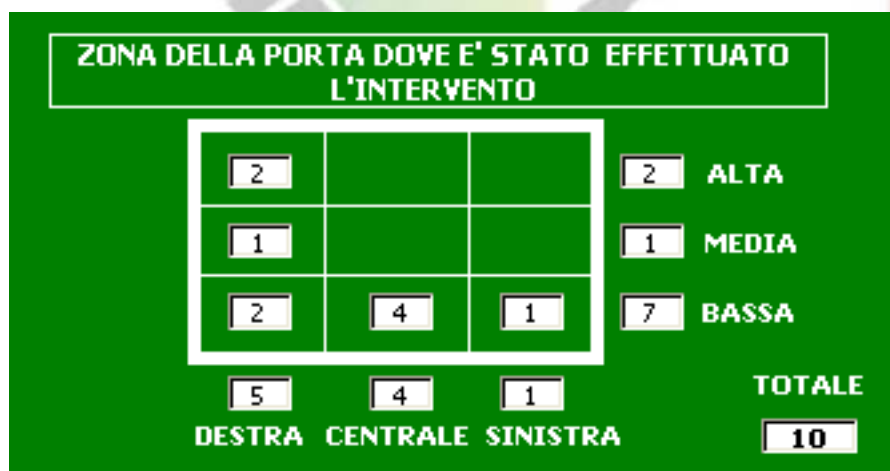 ZONA DELLA PORTA DOVE E' STATO EFFETTUATO
L'INTERVENTO
2 2 ALTA
1 1 MEDIA
2 4 1 7 BASSA
5 4 1 TOTALE
DESTRA CENTRALE SINISTRA 10